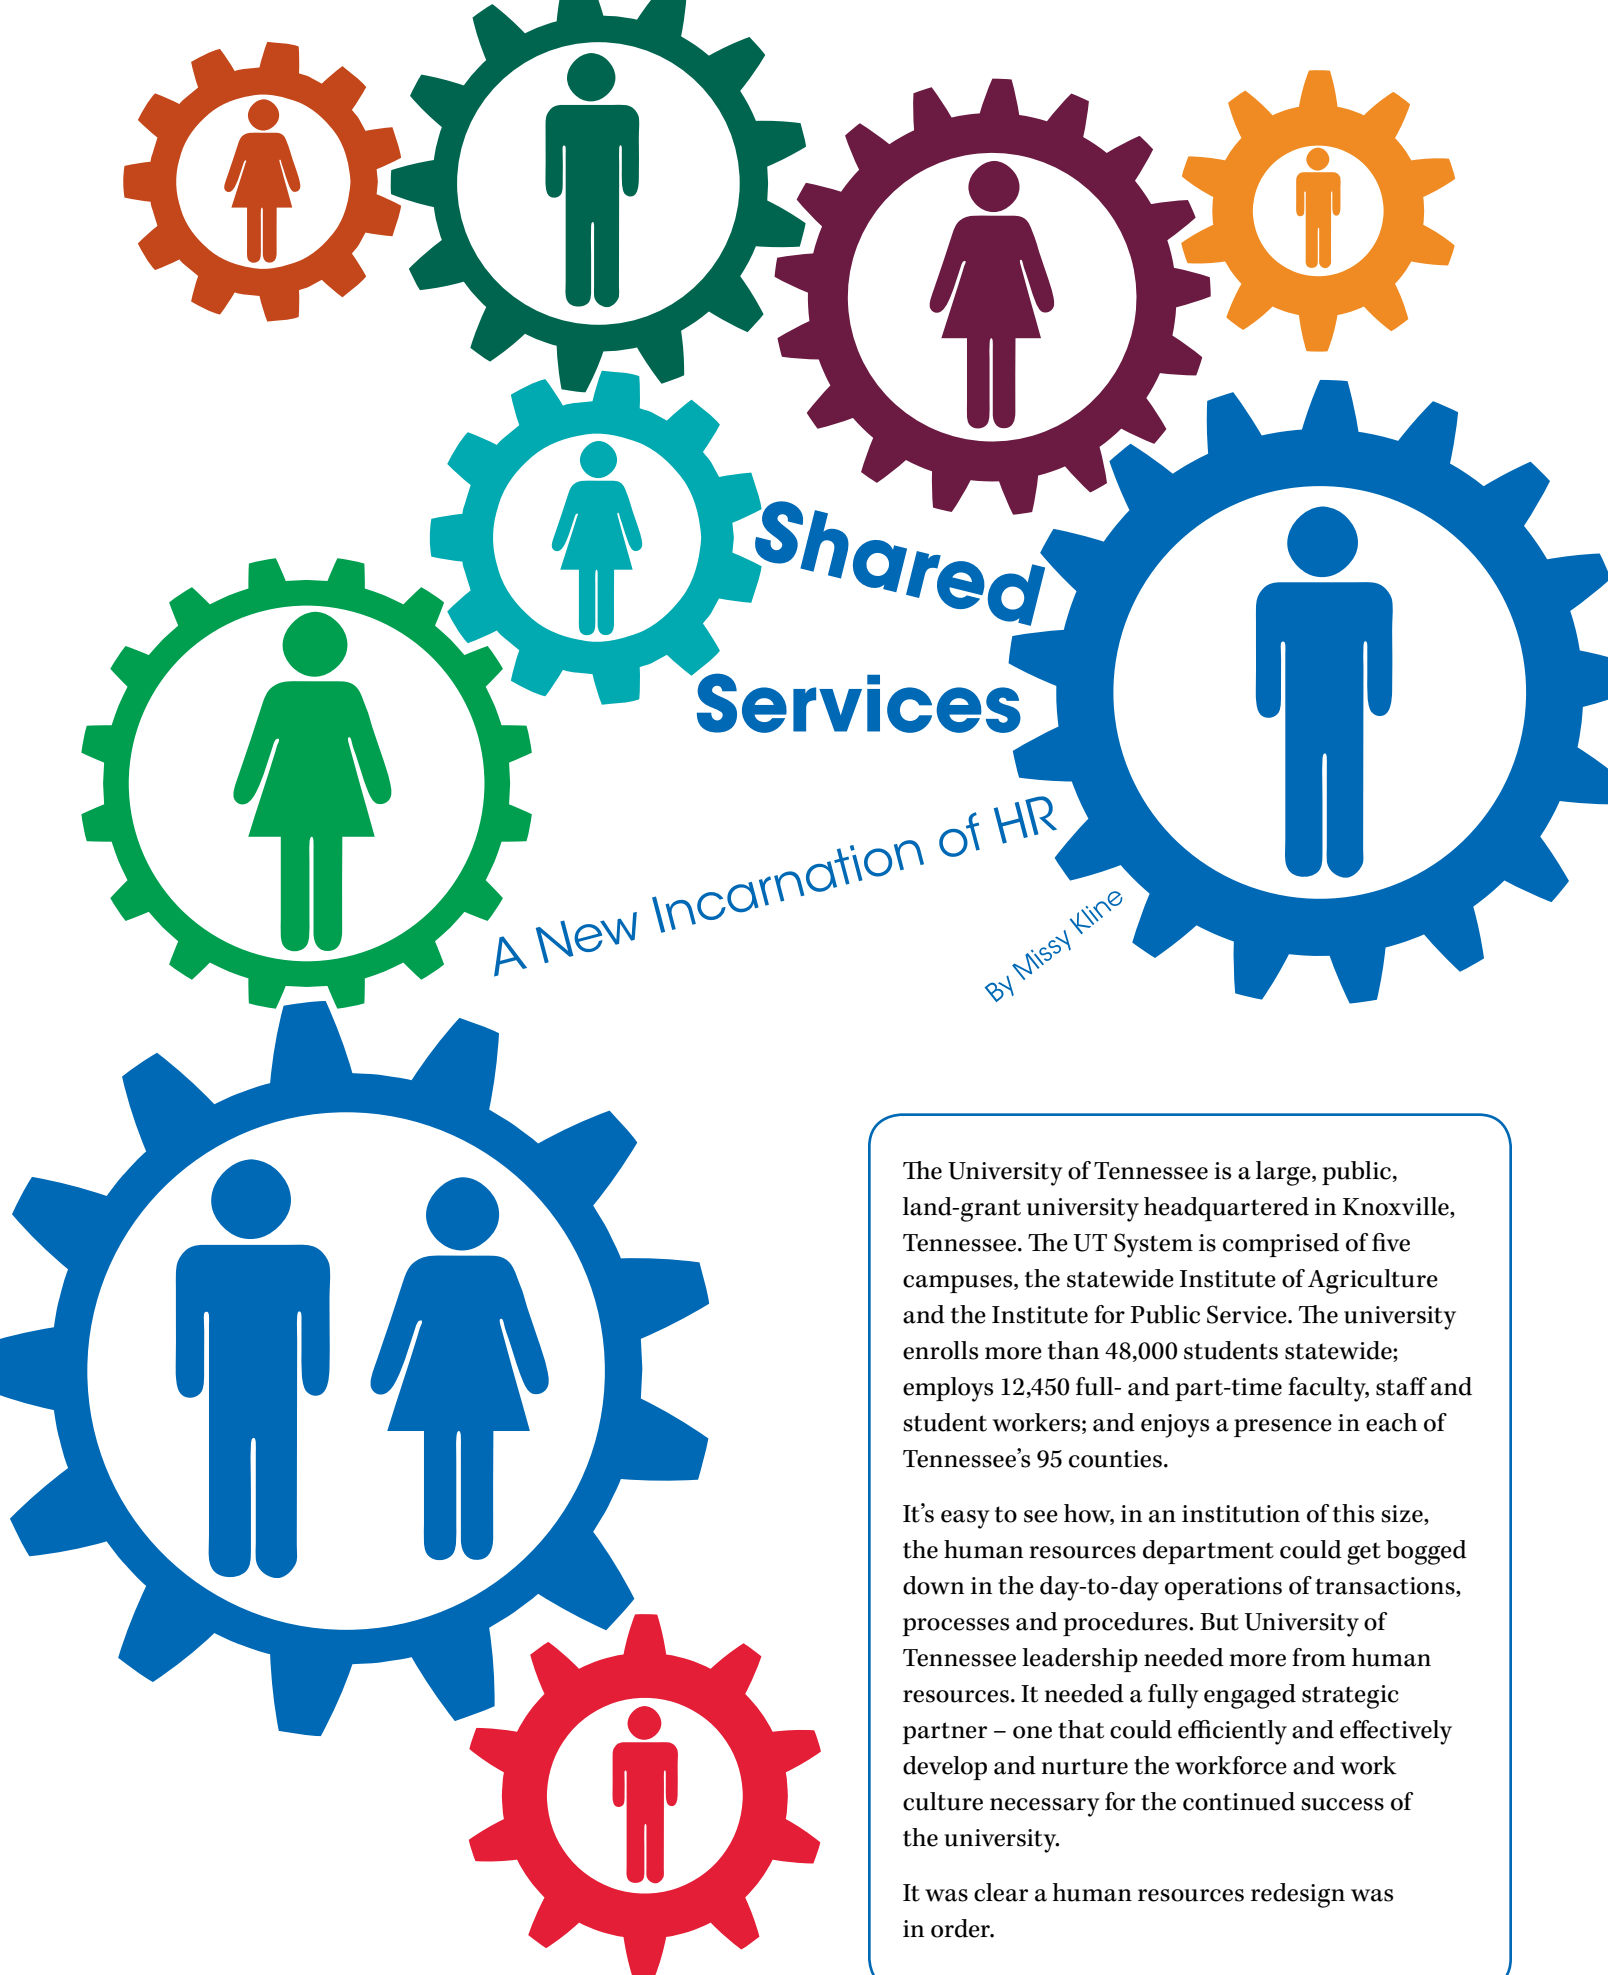 Shared
Services
A New Incarnation of HR
By Missy Kline
The University of Tennessee is a large, public,
land-grant university headquartered in Knoxville,
Tennessee. The UT System is comprised of five
campuses, the statewide Institute of Agriculture
and the Institute for Public Service. The university
enrolls more than 48,000 students statewide;
employs 12,450 full- and part-time faculty, staff and
student workers; and enjoys a presence in each of
Tennessee’s 95 counties.
It’s easy to see how, in an institution of this size,
the human resources department could get bogged
down in the day-to-day operations of transactions,
processes and procedures. But University of
Tennessee leadership needed more from human
resources. It needed a fully engaged strategic
partner – one that could efficiently and effectively
develop and nurture the workforce and work
culture necessary for the continued success of
the university.
It was clear a human resources redesign was
in order.